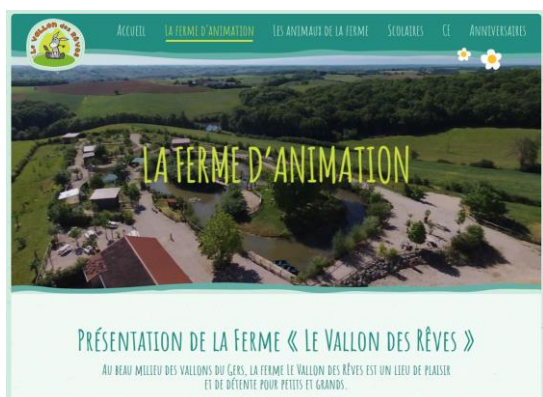 Le Vallon des Rêves
Accueil La ferme d'animation Les animaux de la ferme Scolaires CE Anniversaires
LA FERME D'ANIMATION
Présentation de la Ferme « Le Vallon des Rêves »
Au beau milieu des vallons du Gers, la ferme Le Vallon des Rêves est un lieu de plaisir
et de détente pour petits et grands.